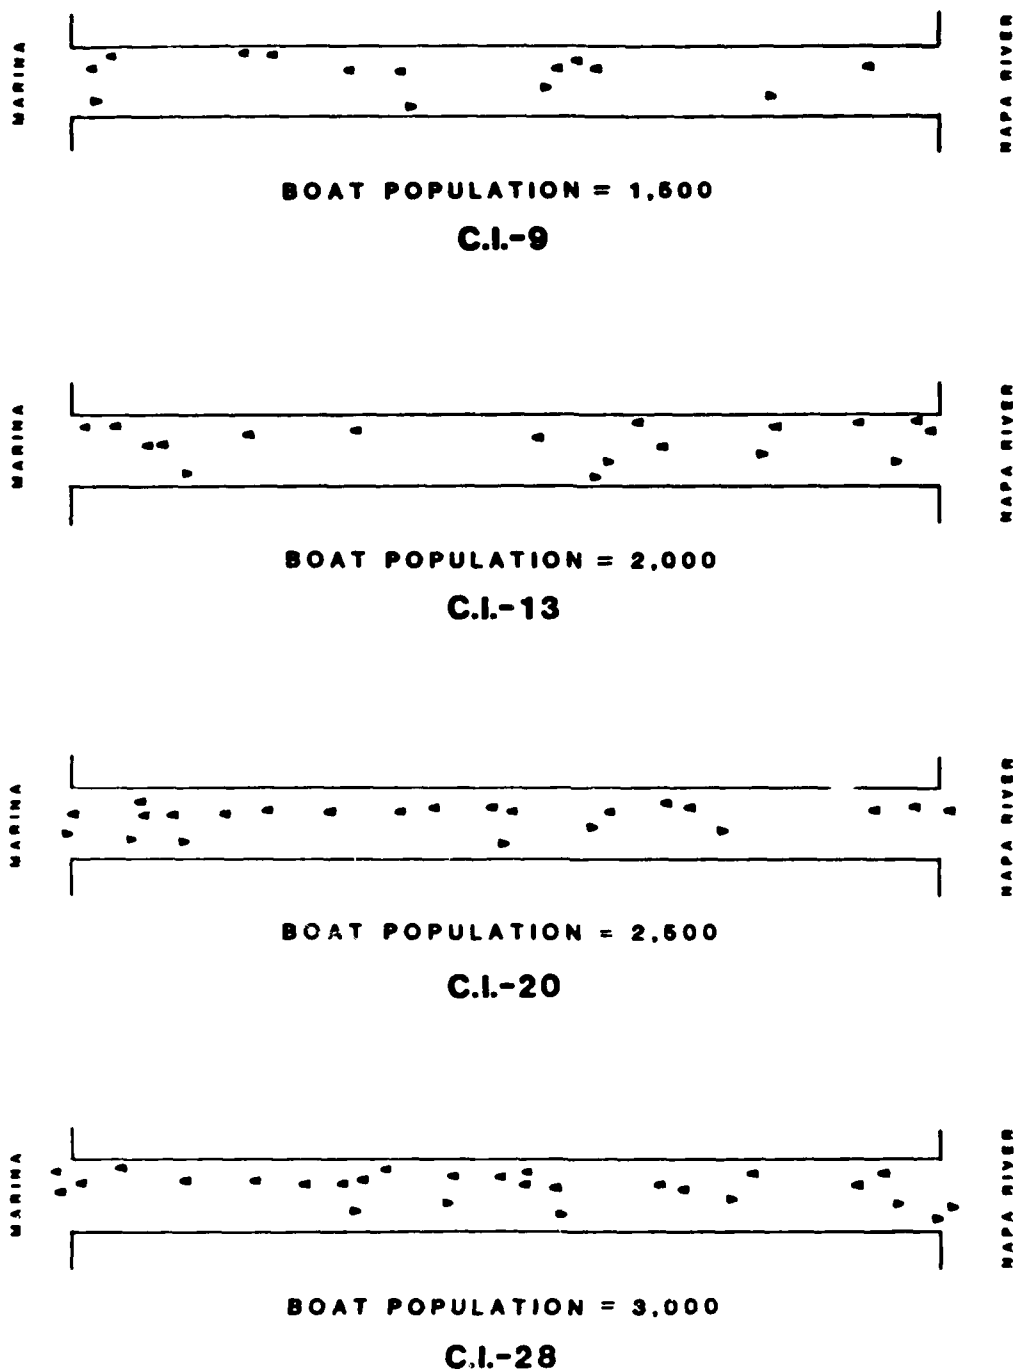 MARINA
NAPA RIVER
BOAT POPULATION = 1,500
C.I.-9
MARINA
NAPA RIVER
BOAT POPULATION = 2,000
C.I.-13
MARINA
NAPA RIVER
BOAT POPULATION = 2,500
C.I.-20
MARINA
NAPA RIVER
BOAT POPULATION = 3,000
C.I.-28